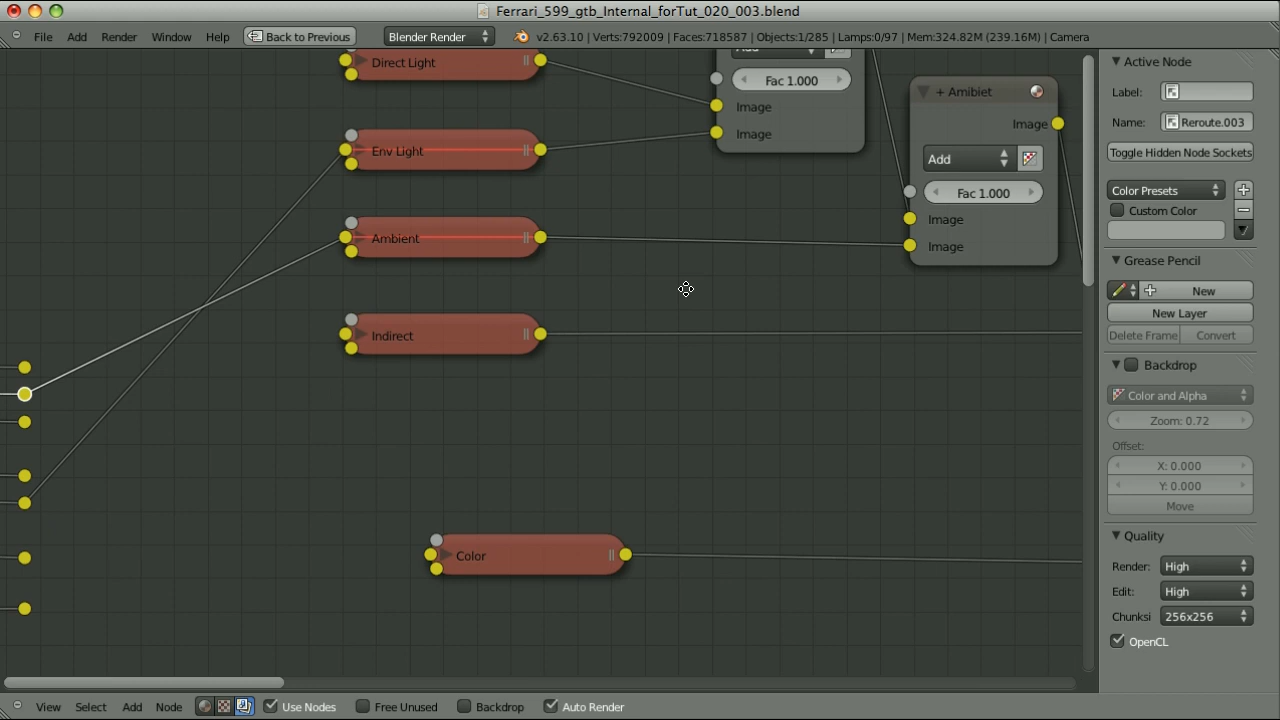 Ferrari_599_gtb_Internal_forTut_020_003.blend
File Add Render Window Help Back to Previous Blender Render v2.63.10 | Verts:792009 | Faces:718587 | Objects:1/285 | Lamps:0/97 | Mem:324.82M (239.16M) | Camera
Direct Light
Env Light
Ambient
Indirect
Color
Add
Fac 1.000
Image
Image
+ Amibiet
Image
Add
Fac 1.000
Image
Image
Active Node
Label:
Name: Reroute.003
Toggle Hidden Node Sockets
Color Presets
Custom Color
Grease Pencil
New
New Layer
Delete Frame Convert
Backdrop
Color and Alpha
Zoom: 0.72
Offset:
X: 0.000
Y: 0.000
Move
Quality
Render: High
Edit: High
Chunksi 256x256
OpenCL
View Select Add Node Use Nodes Free Unused Backdrop Auto Render